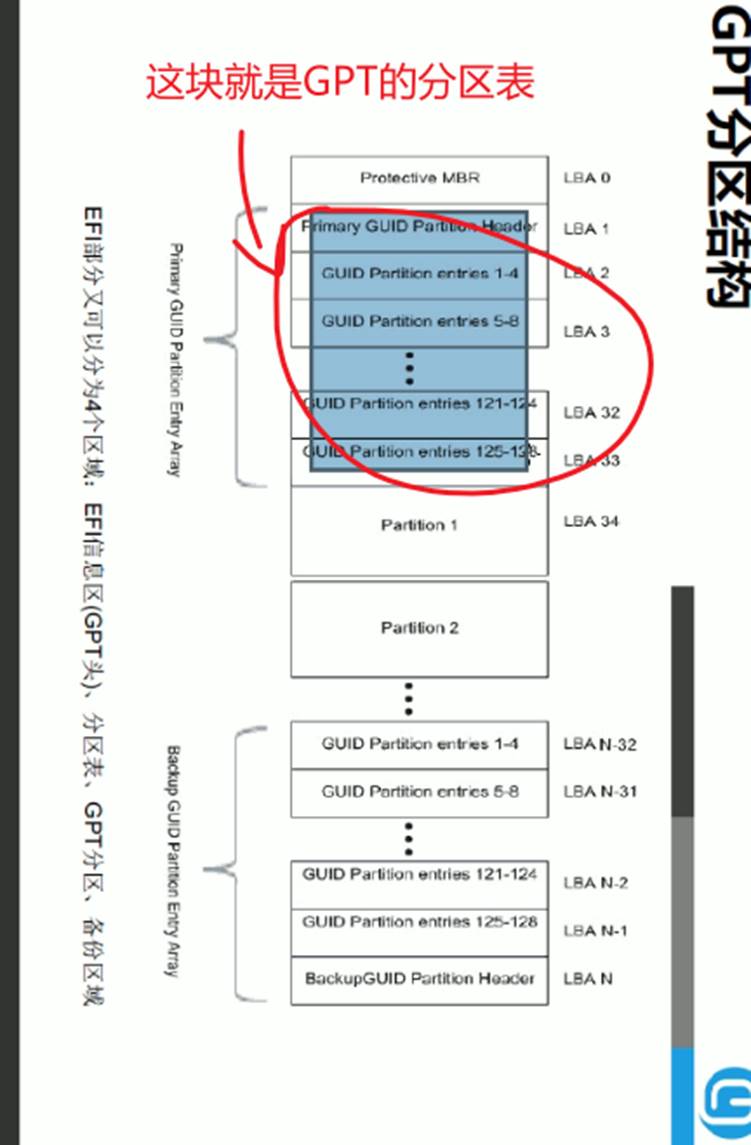 GPT分区结构
这块就是GPT的分区表
Protective MBR LBA 0
Primary GUID Partition Header LBA 1
GUID Partition entries 1-4 LBA 2
GUID Partition entries 5-8 LBA 3
GUID Partition entries 121-124 LBA 32
GUID Partition entries 125-128 LBA 33
Partition 1 LBA 34
Partition 2
GUID Partition entries 1-4 LBA N-32
GUID Partition entries 5-8 LBA N-31
GUID Partition entries 121-124 LBA N-2
GUID Partition entries 125-128 LBA N-1
BackupGUID Partition Header LBA N
Primary GUID Partition Entry Array
Backup GUID Partition Entry Array
EFI部分又可以分为4个区域：EFI信息区(GPT头)、分区表、GPT分区、备份区域